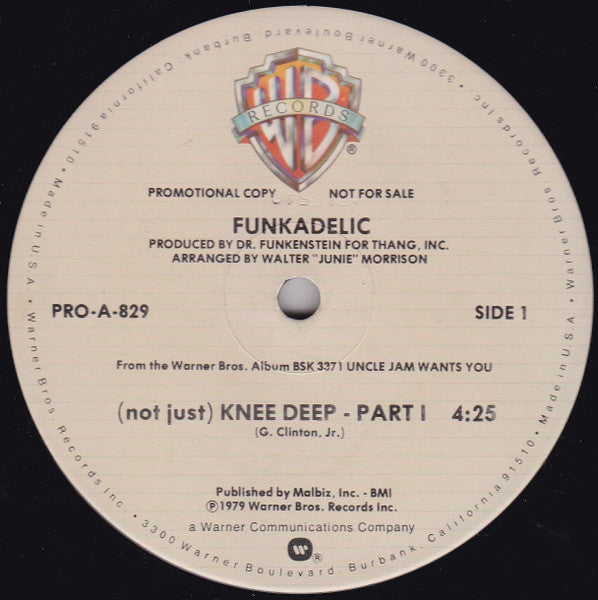 WB
RECORDS
®
PROMOTIONAL COPY NOT FOR SALE
FUNKADELIC
PRODUCED BY DR. FUNKENSTEIN FOR THANG, INC.
ARRANGED BY WALTER "JUNIE" MORRISON
PRO-A-829 SIDE 1
From the Warner Bros. Album BSK 3371 UNCLE JAM WANTS YOU
(not just) KNEE DEEP - PART I 4:25
(G. Clinton, Jr.)
Published by Malbiz, Inc. - BMI
Ⓟ1979 Warner Bros. Records Inc.
a Warner Communications Company
W®
Warner Bros. Records Inc. • 3300 Warner Boulevard, Burbank, California 91510 • Made in U.S.A. • Warner Bros. Records Inc. • 3300 Warner Boulevard, Burbank, California 91510 • Made in U.S.A. •